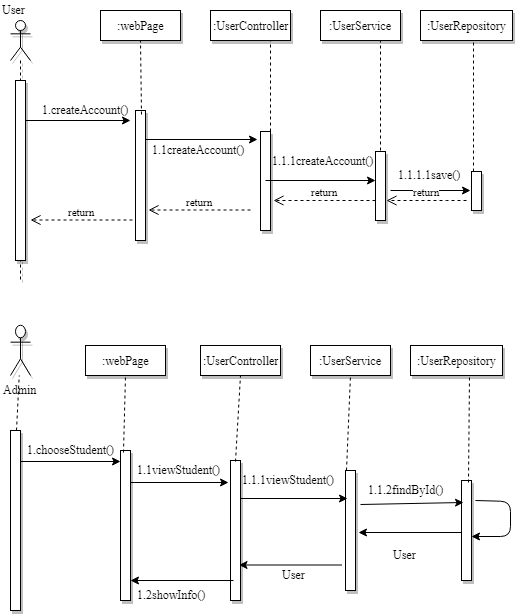 User
:webPage
:UserController
:UserService
:UserRepository
1.createAccount()
1.1createAccount()
1.1.1createAccount()
1.1.1.1save()
return
return
return
return
Admin
:webPage
:UserController
:UserService
:UserRepository
1.chooseStudent()
1.1viewStudent()
1.1.1viewStudent()
1.1.2findById()
User
User
1.2showInfo()